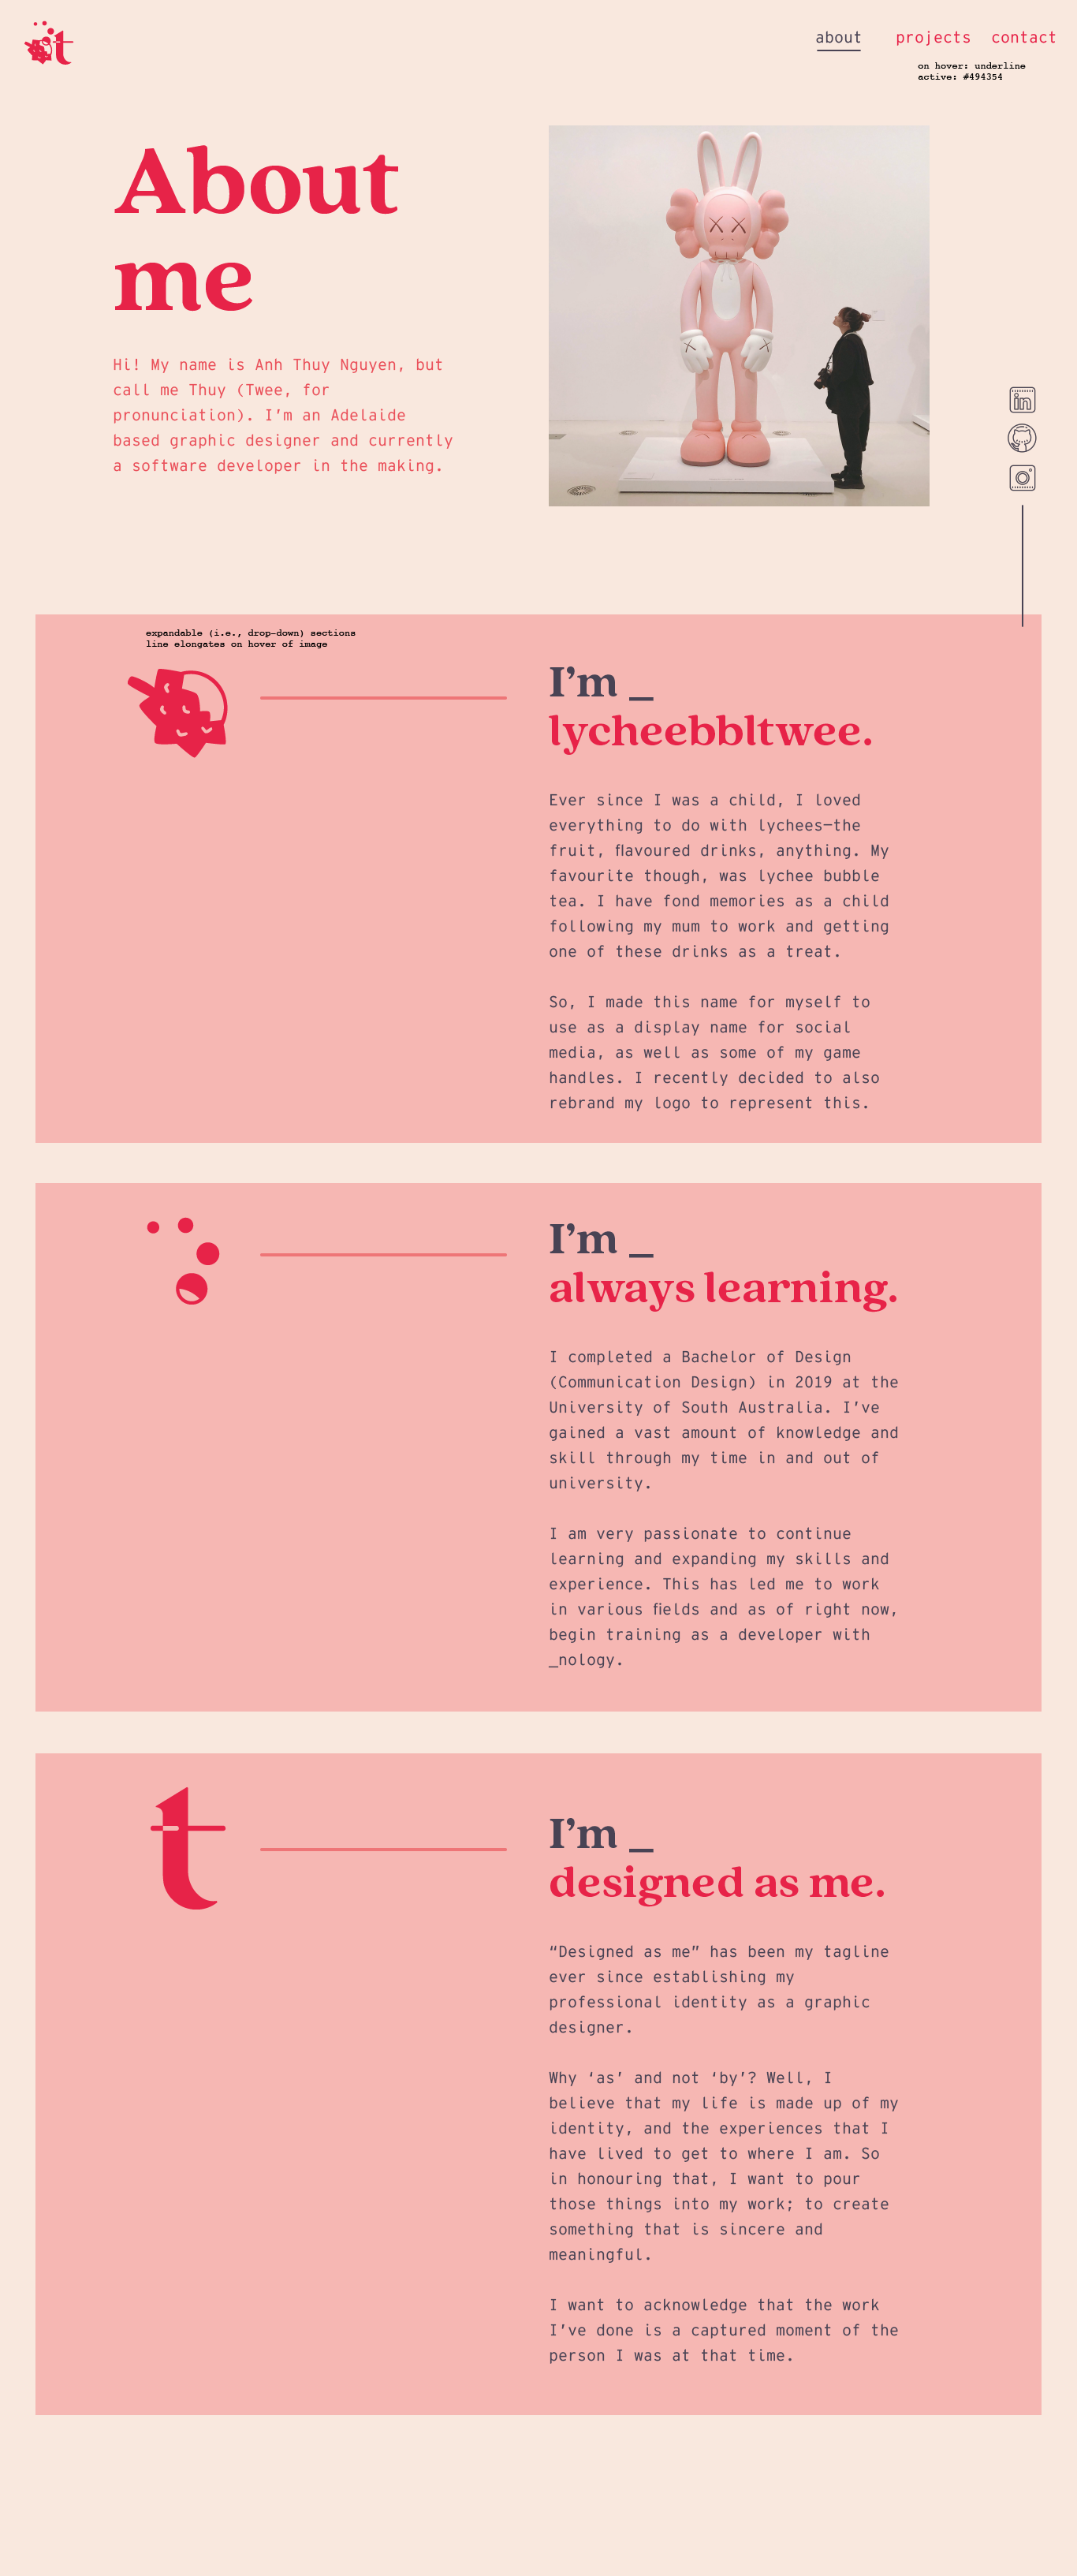 t
about projects contact
on hover: underline
active: #494354
About
me
Hi! My name is Anh Thuy Nguyen, but
call me Thuy (Twee, for
pronunciation). I’m an Adelaide
based graphic designer and currently
a software developer in the making.
in
expandable (i.e., drop-down) sections
line elongates on hover of image
I’m _
lycheebbltwee.
Ever since I was a child, I loved
everything to do with lychees—the
fruit, flavoured drinks, anything. My
favourite though, was lychee bubble
tea. I have fond memories as a child
following my mum to work and getting
one of these drinks as a treat.
So, I made this name for myself to
use as a display name for social
media, as well as some of my game
handles. I recently decided to also
rebrand my logo to represent this.
I’m _
always learning.
I completed a Bachelor of Design
(Communication Design) in 2019 at the
University of South Australia. I’ve
gained a vast amount of knowledge and
skill through my time in and out of
university.
I am very passionate to continue
learning and expanding my skills and
experience. This has led me to work
in various fields and as of right now,
begin training as a developer with
_nology.
t
I’m _
designed as me.
“Designed as me” has been my tagline
ever since establishing my
professional identity as a graphic
designer.
Why ‘as’ and not ‘by’? Well, I
believe that my life is made up of my
identity, and the experiences that I
have lived to get to where I am. So
in honouring that, I want to pour
those things into my work; to create
something that is sincere and
meaningful.
I want to acknowledge that the work
I’ve done is a captured moment of the
person I was at that time.